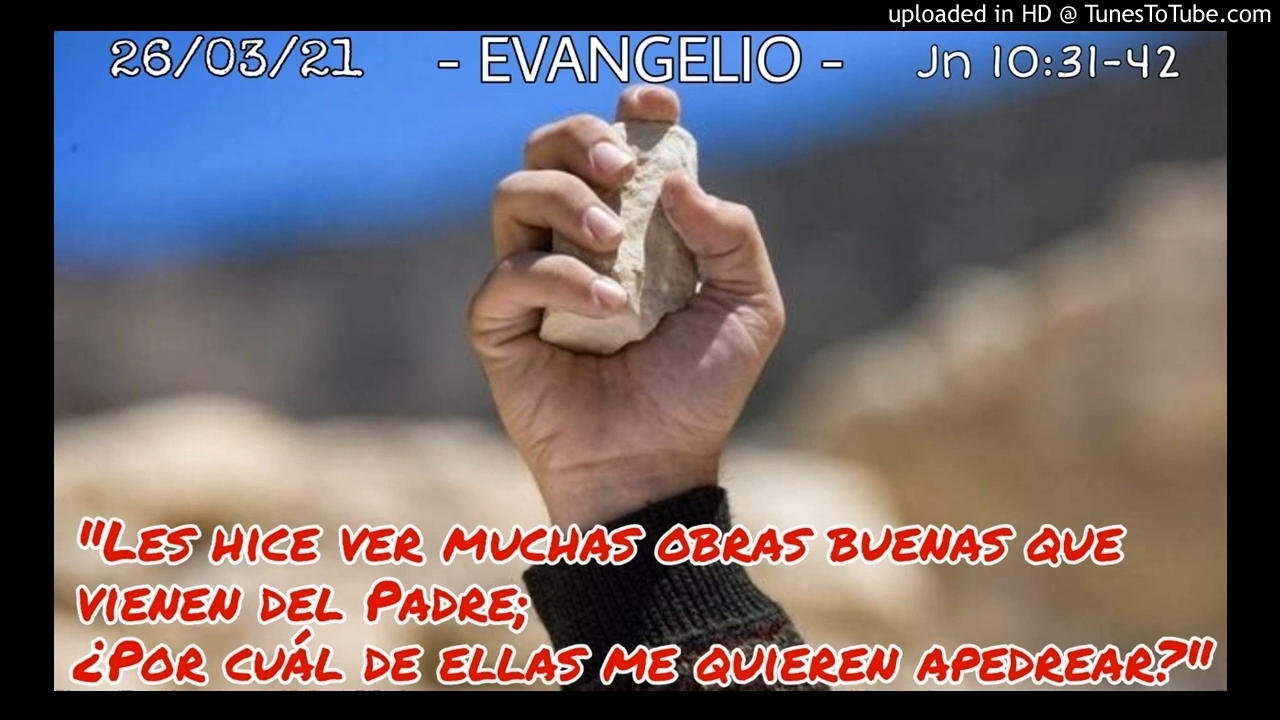 uploaded in HD @ TunesToTube.com
26/03/21 - EVANGELIO - Jn 10:31-42
"Les hice ver muchas obras buenas que
vienen del Padre;
¿Por cuál de ellas me quieren apedrear?"